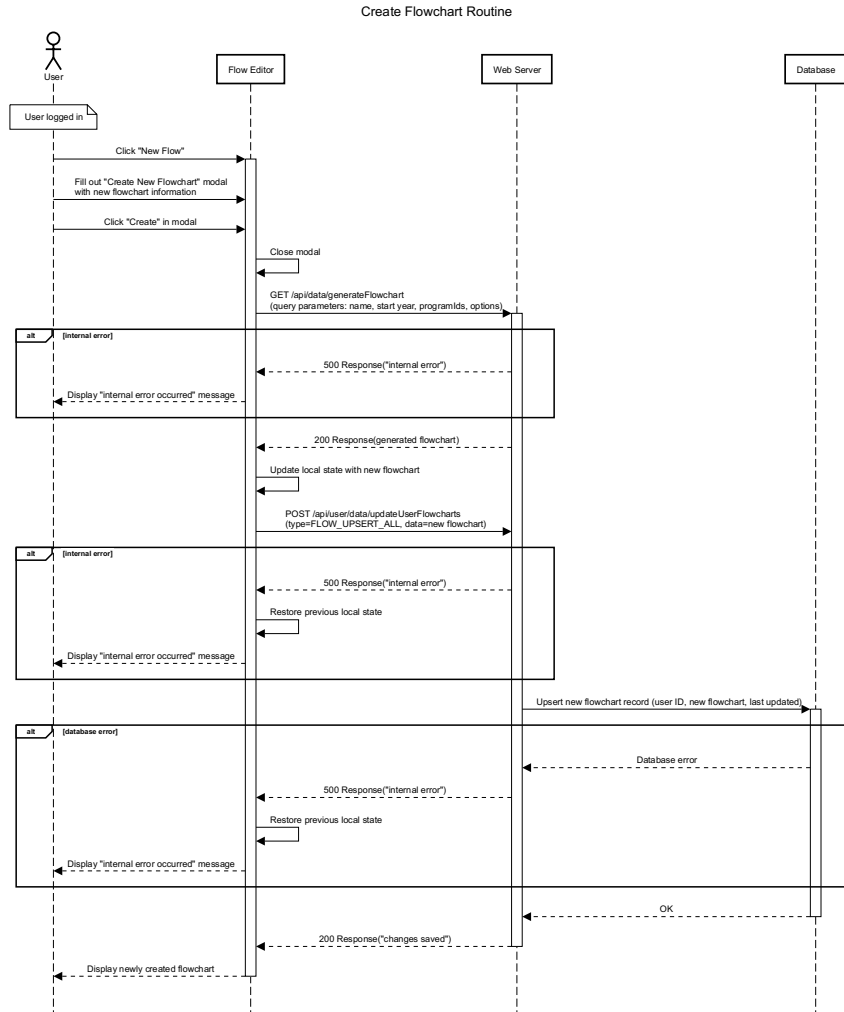 Create Flowchart Routine
User
Flow Editor
Web Server
Database
User logged in
Click "New Flow"
Fill out "Create New Flowchart" modal
with new flowchart information
Click "Create" in modal
Close modal
GET /api/data/generateFlowchart
(query parameters: name, start year, programIds, options)
alt
[internal error]
500 Response("internal error")
Display "internal error occurred" message
200 Response(generated flowchart)
Update local state with new flowchart
POST /api/user/data/updateUserFlowcharts
(type=FLOW_UPSERT_ALL, data=new flowchart)
alt
[internal error]
500 Response("internal error")
Restore previous local state
Display "internal error occurred" message
Upsert new flowchart record (user ID, new flowchart, last updated)
alt
[database error]
Database error
500 Response("internal error")
Restore previous local state
Display "internal error occurred" message
OK
200 Response("changes saved")
Display newly created flowchart